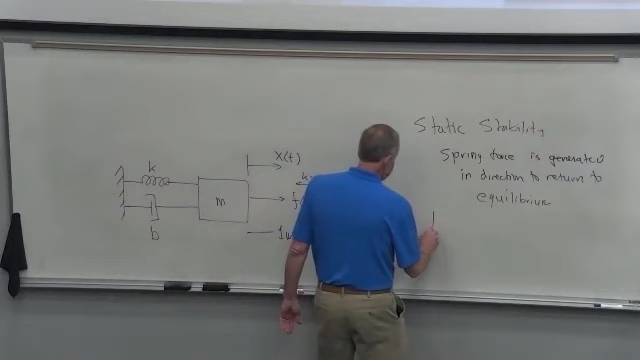 Static Stability
Spring force is generated
in direction to return to
equilibrium
k
X(t)
k
m
f
b